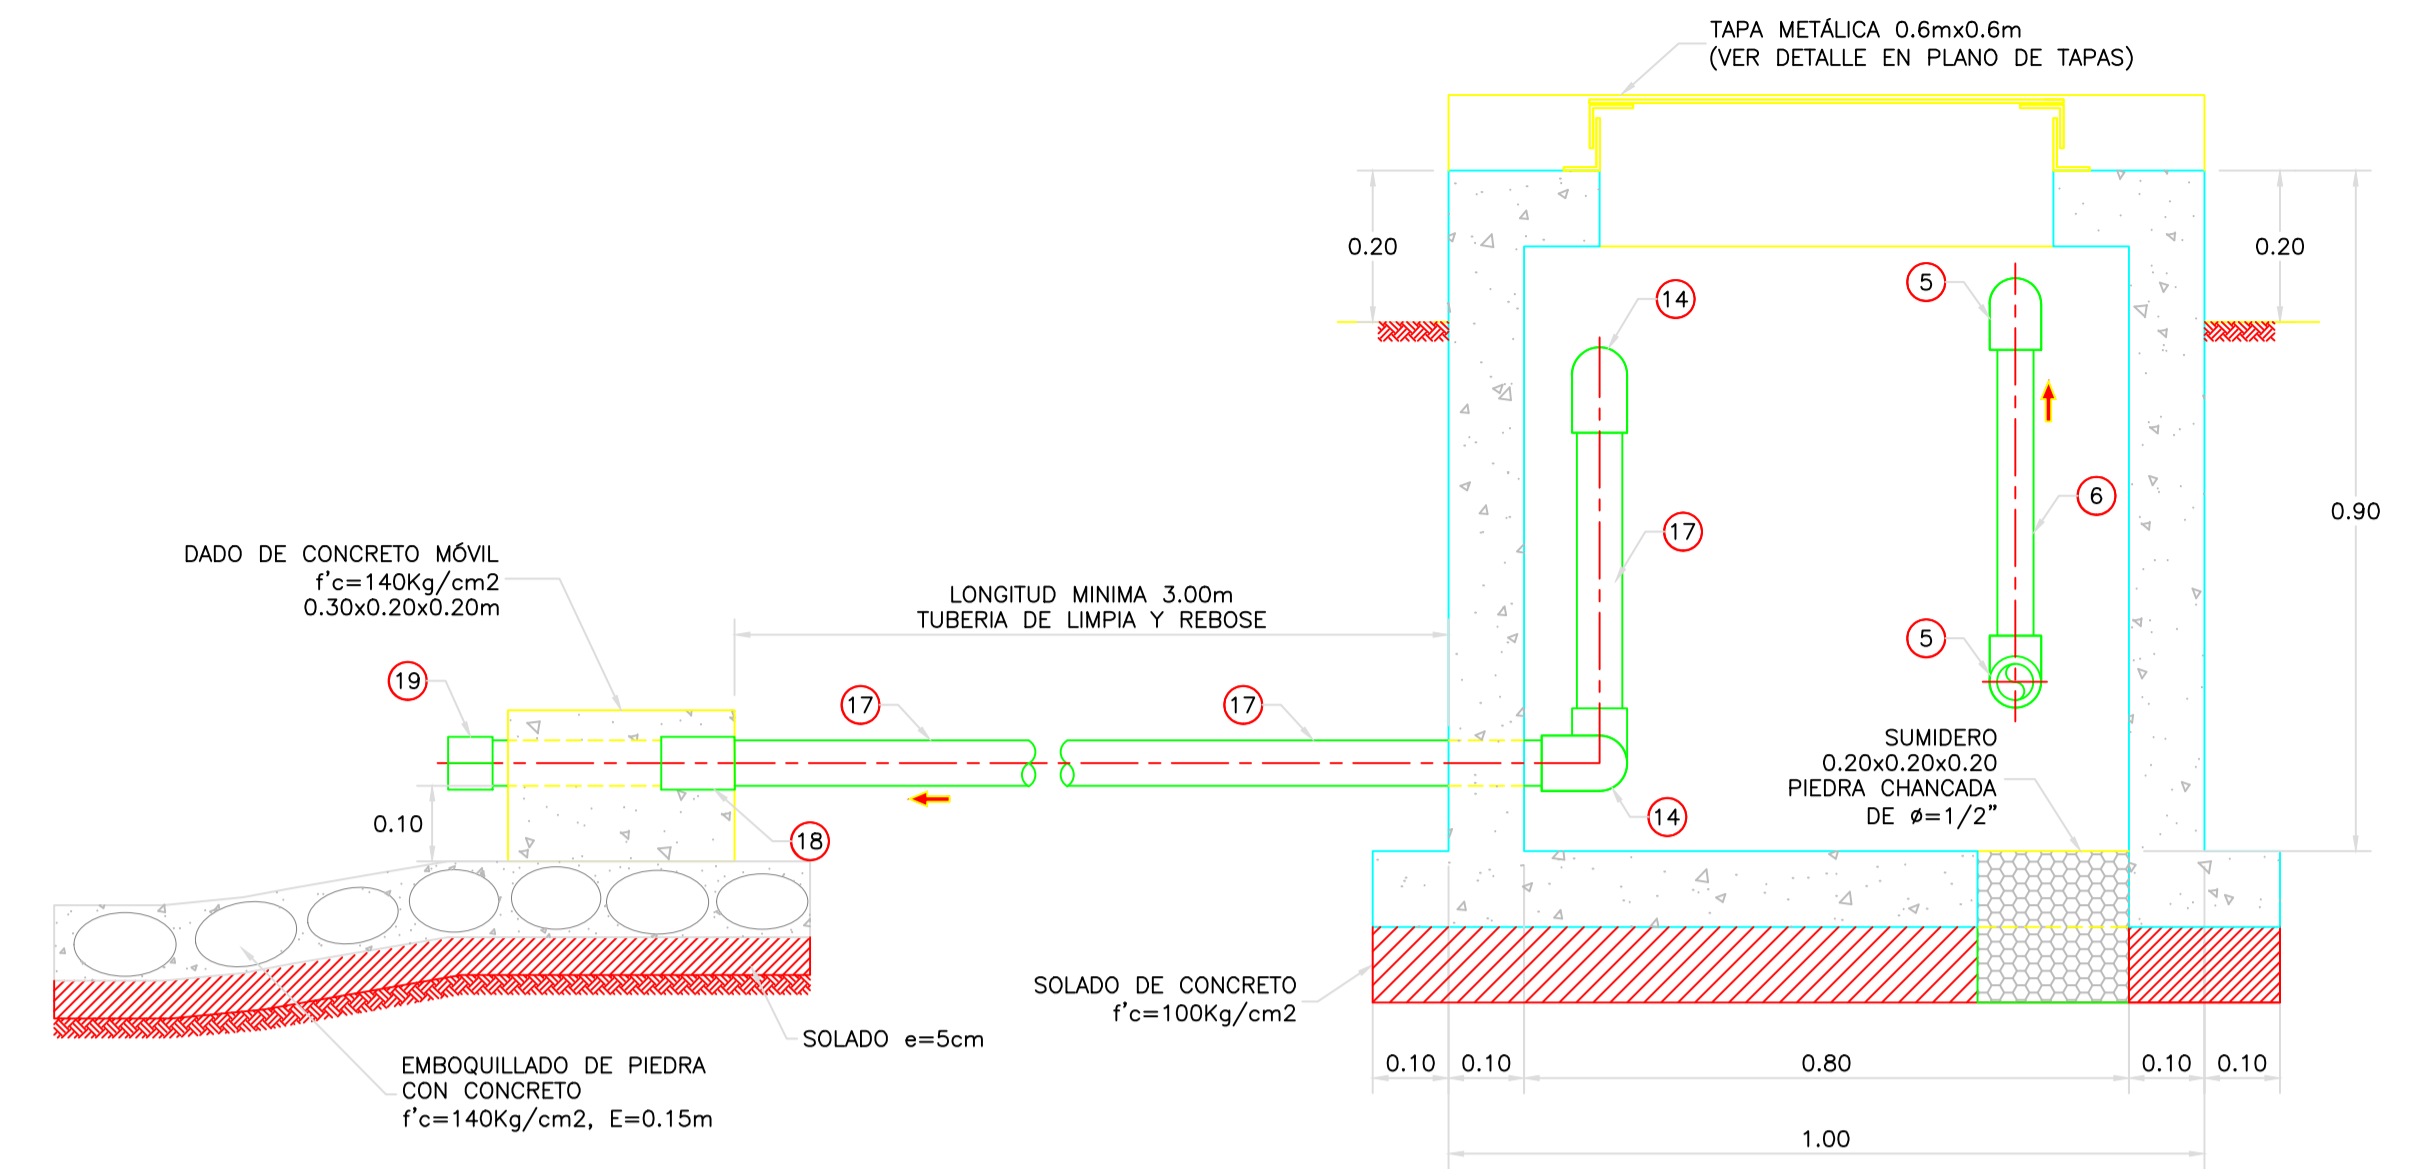 TAPA METÁLICA 0.6mx0.6m
(VER DETALLE EN PLANO DE TAPAS)
0.20
0.20
5
14
6
0.90
17
DADO DE CONCRETO MÓVIL
f'c=140Kg/cm2
0.30x0.20x0.20m
LONGITUD MINIMA 3.00m
TUBERIA DE LIMPIA Y REBOSE
5
19
17
17
SUMIDERO
0.20x0.20x0.20
PIEDRA CHANCADA
DE ø=1/2"
0.10
18
14
SOLADO DE CONCRETO
f'c=100Kg/cm2
SOLADO e=5cm
EMBOQUILLADO DE PIEDRA
CON CONCRETO
f'c=140Kg/cm2, E=0.15m
0.10
0.10
0.80
0.10
0.10
1.00